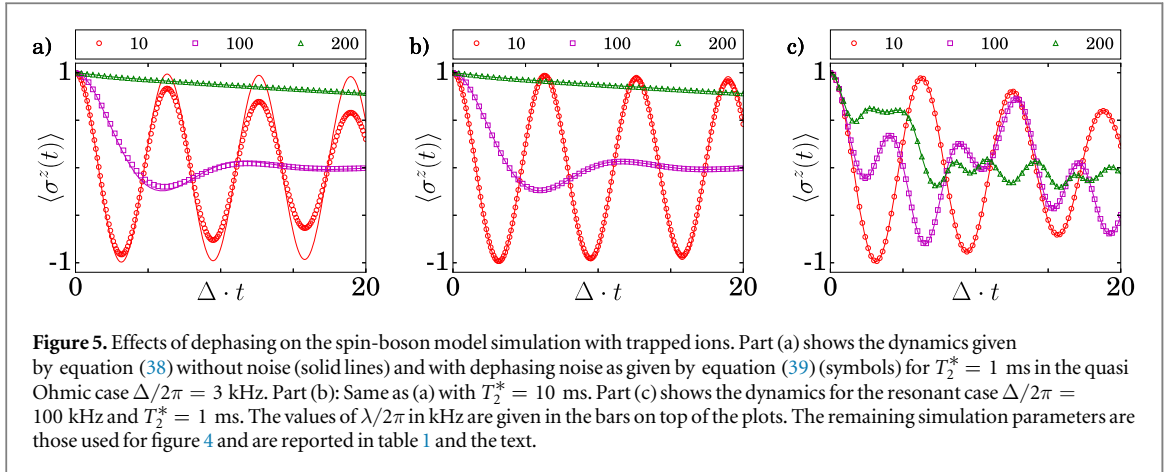 a) 10 100 200 b) 10 100 200 c) 10 100 200
1 1 1
⟨σ^z(t)⟩ ⟨σ^z(t)⟩ ⟨σ^z(t)⟩
-1 -1 -1
0 20 0 20 0 20
Δ · t Δ · t Δ · t
Figure 5. Effects of dephasing on the spin-boson model simulation with trapped ions. Part (a) shows the dynamics given
by equation (38) without noise (solid lines) and with dephasing noise as given by equation (39) (symbols) for T₂* = 1 ms in the quasi
Ohmic case Δ/2π = 3 kHz. Part (b): Same as (a) with T₂* = 10 ms. Part (c) shows the dynamics for the resonant case Δ/2π =
100 kHz and T₂* = 1 ms. The values of λ/2π in kHz are given in the bars on top of the plots. The remaining simulation parameters are
those used for figure 4 and are reported in table 1 and the text.